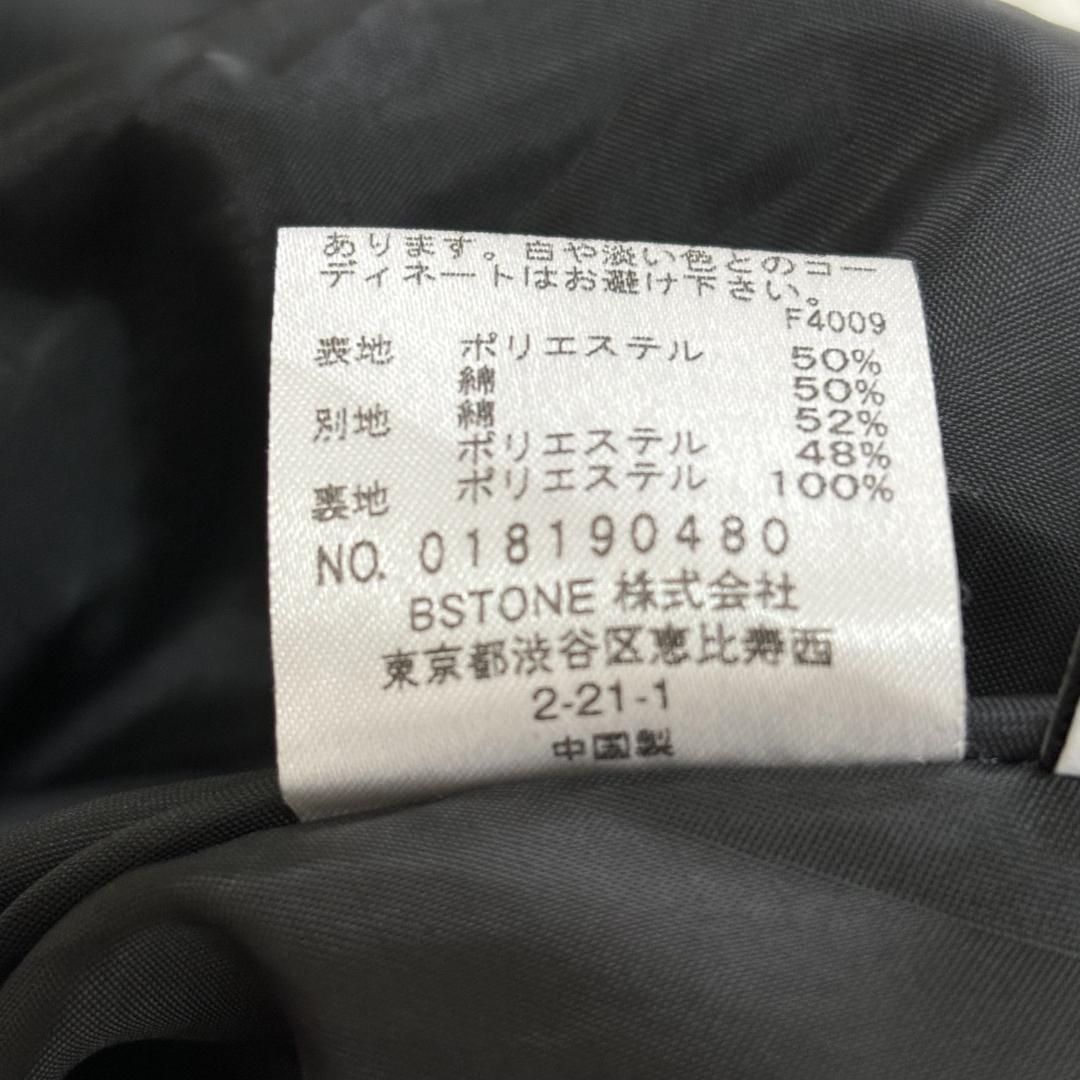 あります。白や淡い色とのコー
ディネートはお避け下さい。
F4009
表地 ポリエステル 50%
綿 50%
別地 綿 52%
ポリエステル 48%
裏地 ポリエステル 100%
NO. 018190480
BSTONE 株式会社
東京都渋谷区恵比寿西
2-21-1
中国製